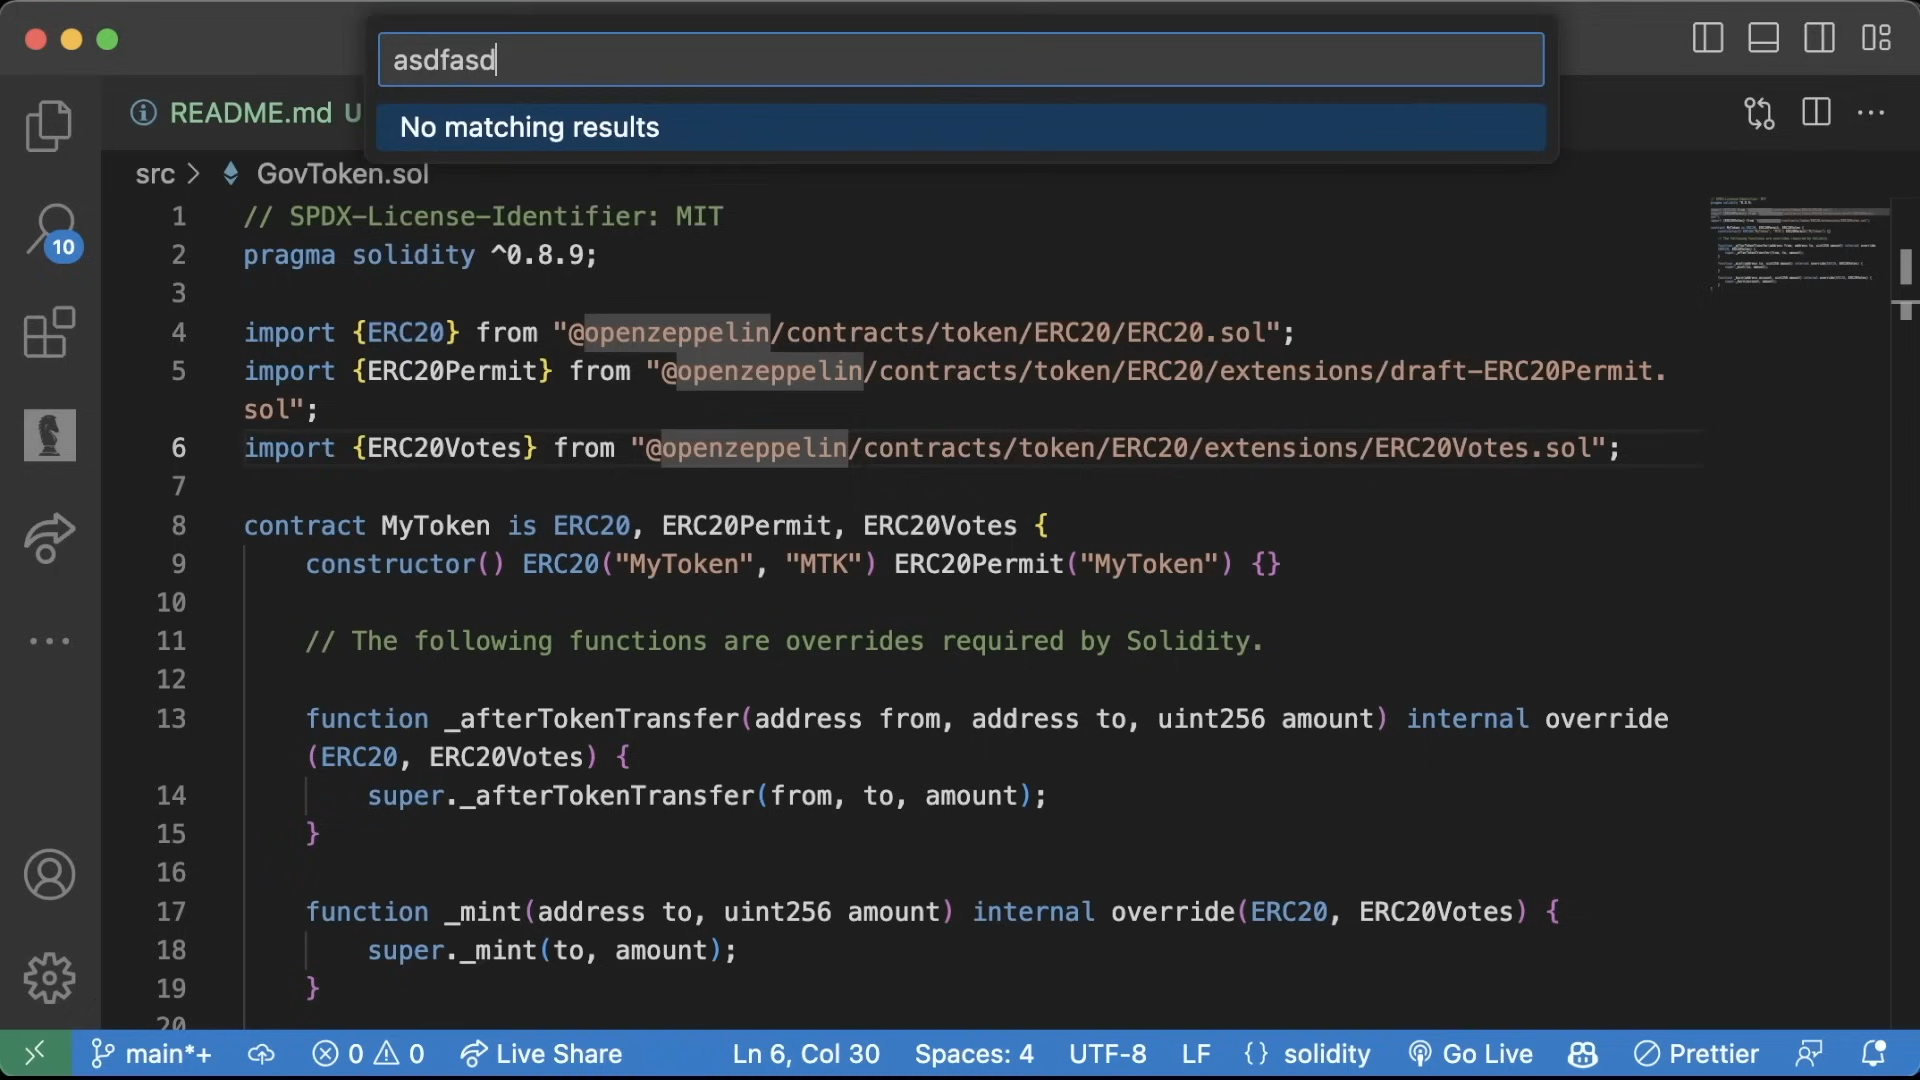 asdfasd
No matching results
README.md U
src > GovToken.sol
10
1 // SPDX-License-Identifier: MIT
2 pragma solidity ^0.8.9;
3
4 import {ERC20} from "@openzeppelin/contracts/token/ERC20/ERC20.sol";
5 import {ERC20Permit} from "@openzeppelin/contracts/token/ERC20/extensions/draft-ERC20Permit.
sol";
6 import {ERC20Votes} from "@openzeppelin/contracts/token/ERC20/extensions/ERC20Votes.sol";
7
8 contract MyToken is ERC20, ERC20Permit, ERC20Votes {
9 constructor() ERC20("MyToken", "MTK") ERC20Permit("MyToken") {}
10
11 // The following functions are overrides required by Solidity.
12
13 function _afterTokenTransfer(address from, address to, uint256 amount) internal override
(ERC20, ERC20Votes) {
14 super._afterTokenTransfer(from, to, amount);
15 }
16
17 function _mint(address to, uint256 amount) internal override(ERC20, ERC20Votes) {
18 super._mint(to, amount);
19 }
20
main*+ 0 0 Live Share Ln 6, Col 30 Spaces: 4 UTF-8 LF {} solidity Go Live Prettier